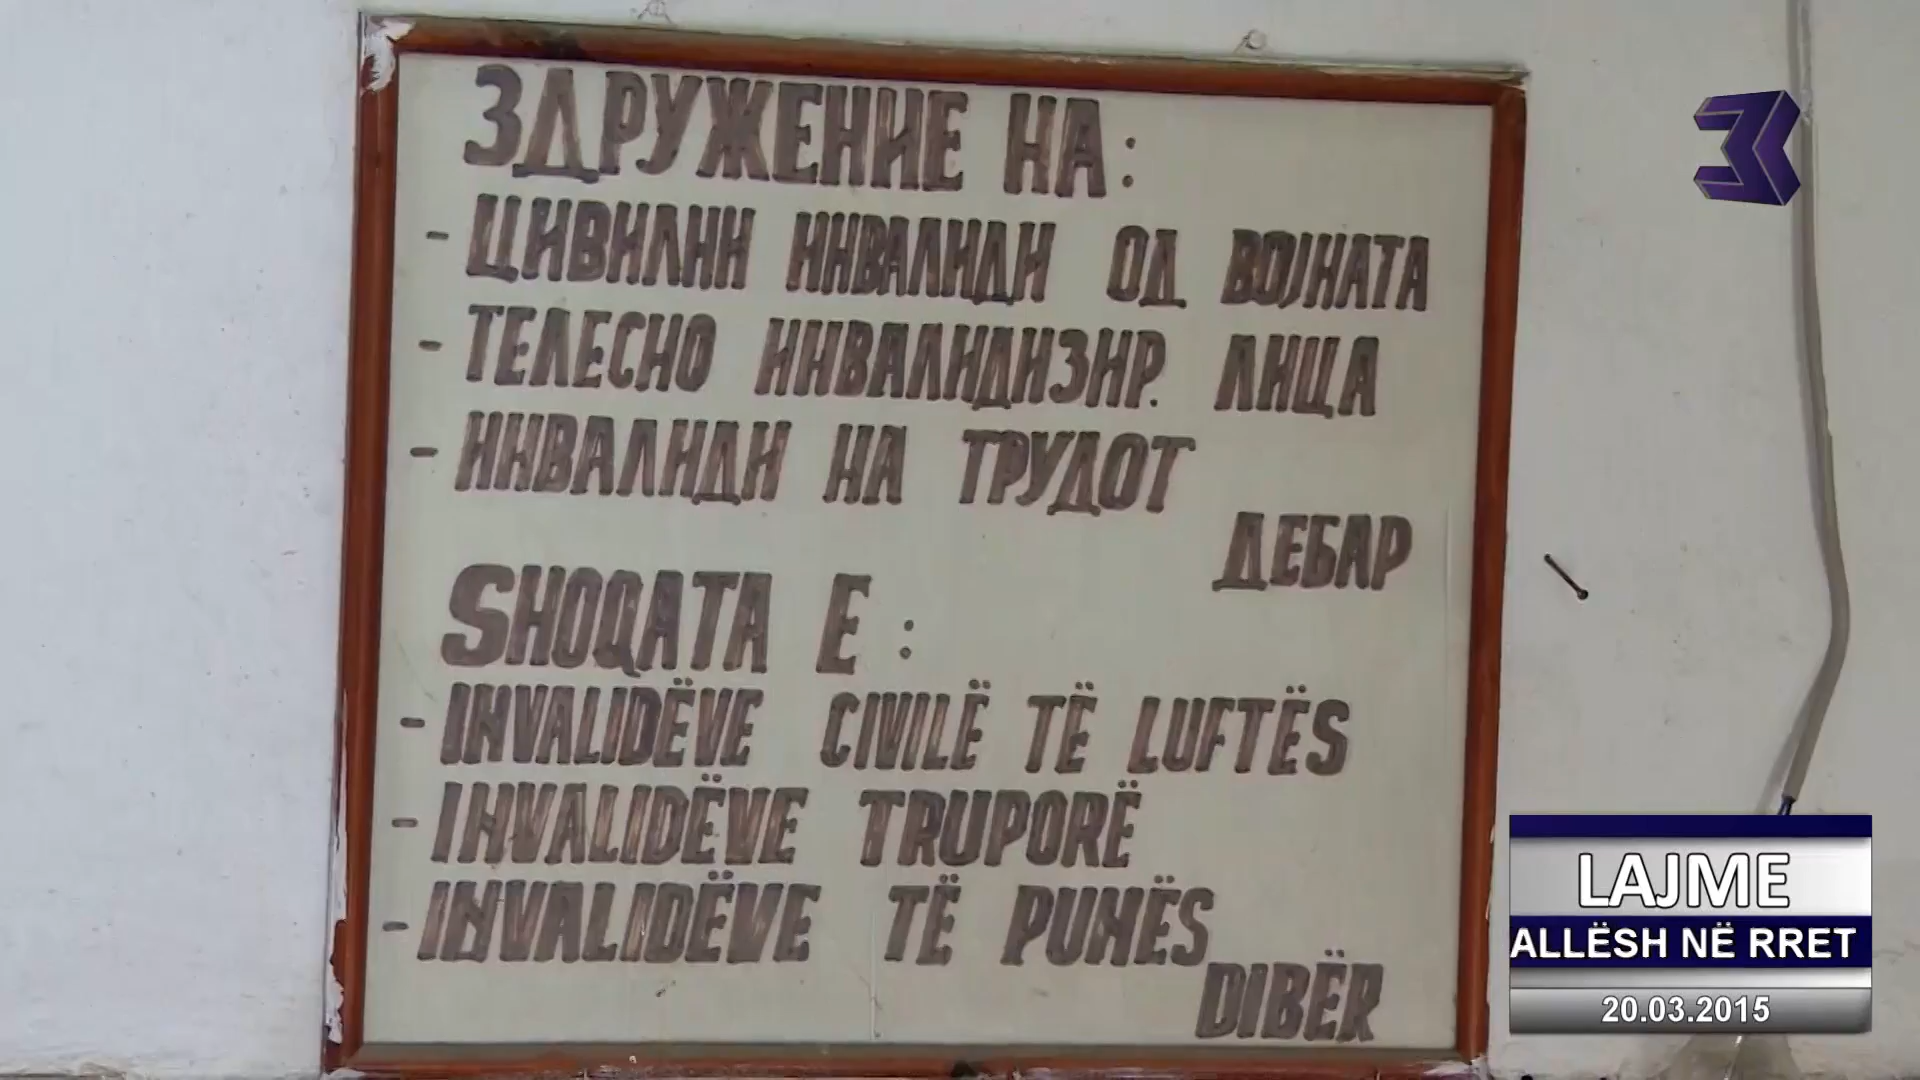 ЗДРУЖЕНИЕ НА:
- ЦИВИЛНИ ИНВАЛИДИ ОД ВОЈНАТА
- ТЕЛЕСНО ИНВАЛИДИЗИР. ЛИЦА
- ИНВАЛИДИ НА ТРУДОТ
ДЕБАР
SHOQATA E:
- INVALIDËVE CIVILË TË LUFTËS
- INVALIDËVE TRUPORË
- INVALIDËVE TË PUNËS
DIBËR
3K
LAJME
ALLËSH NË RRET
20.03.2015